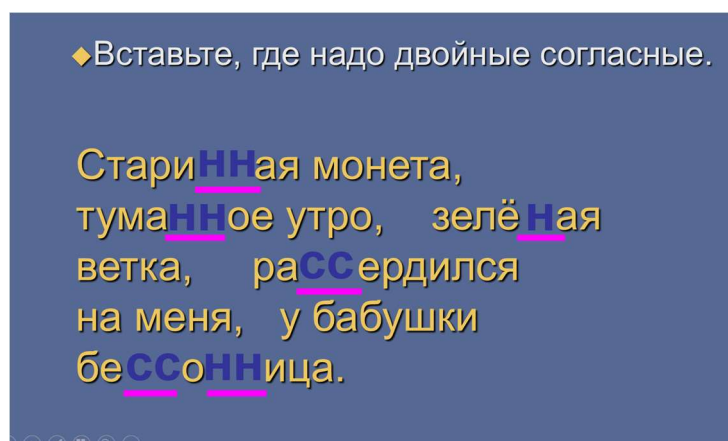 Вставьте, где надо двойные согласные.
Старинная монета,
туманное утро, зелёная
ветка, рассердился
на меня, у бабушки
бессонница.